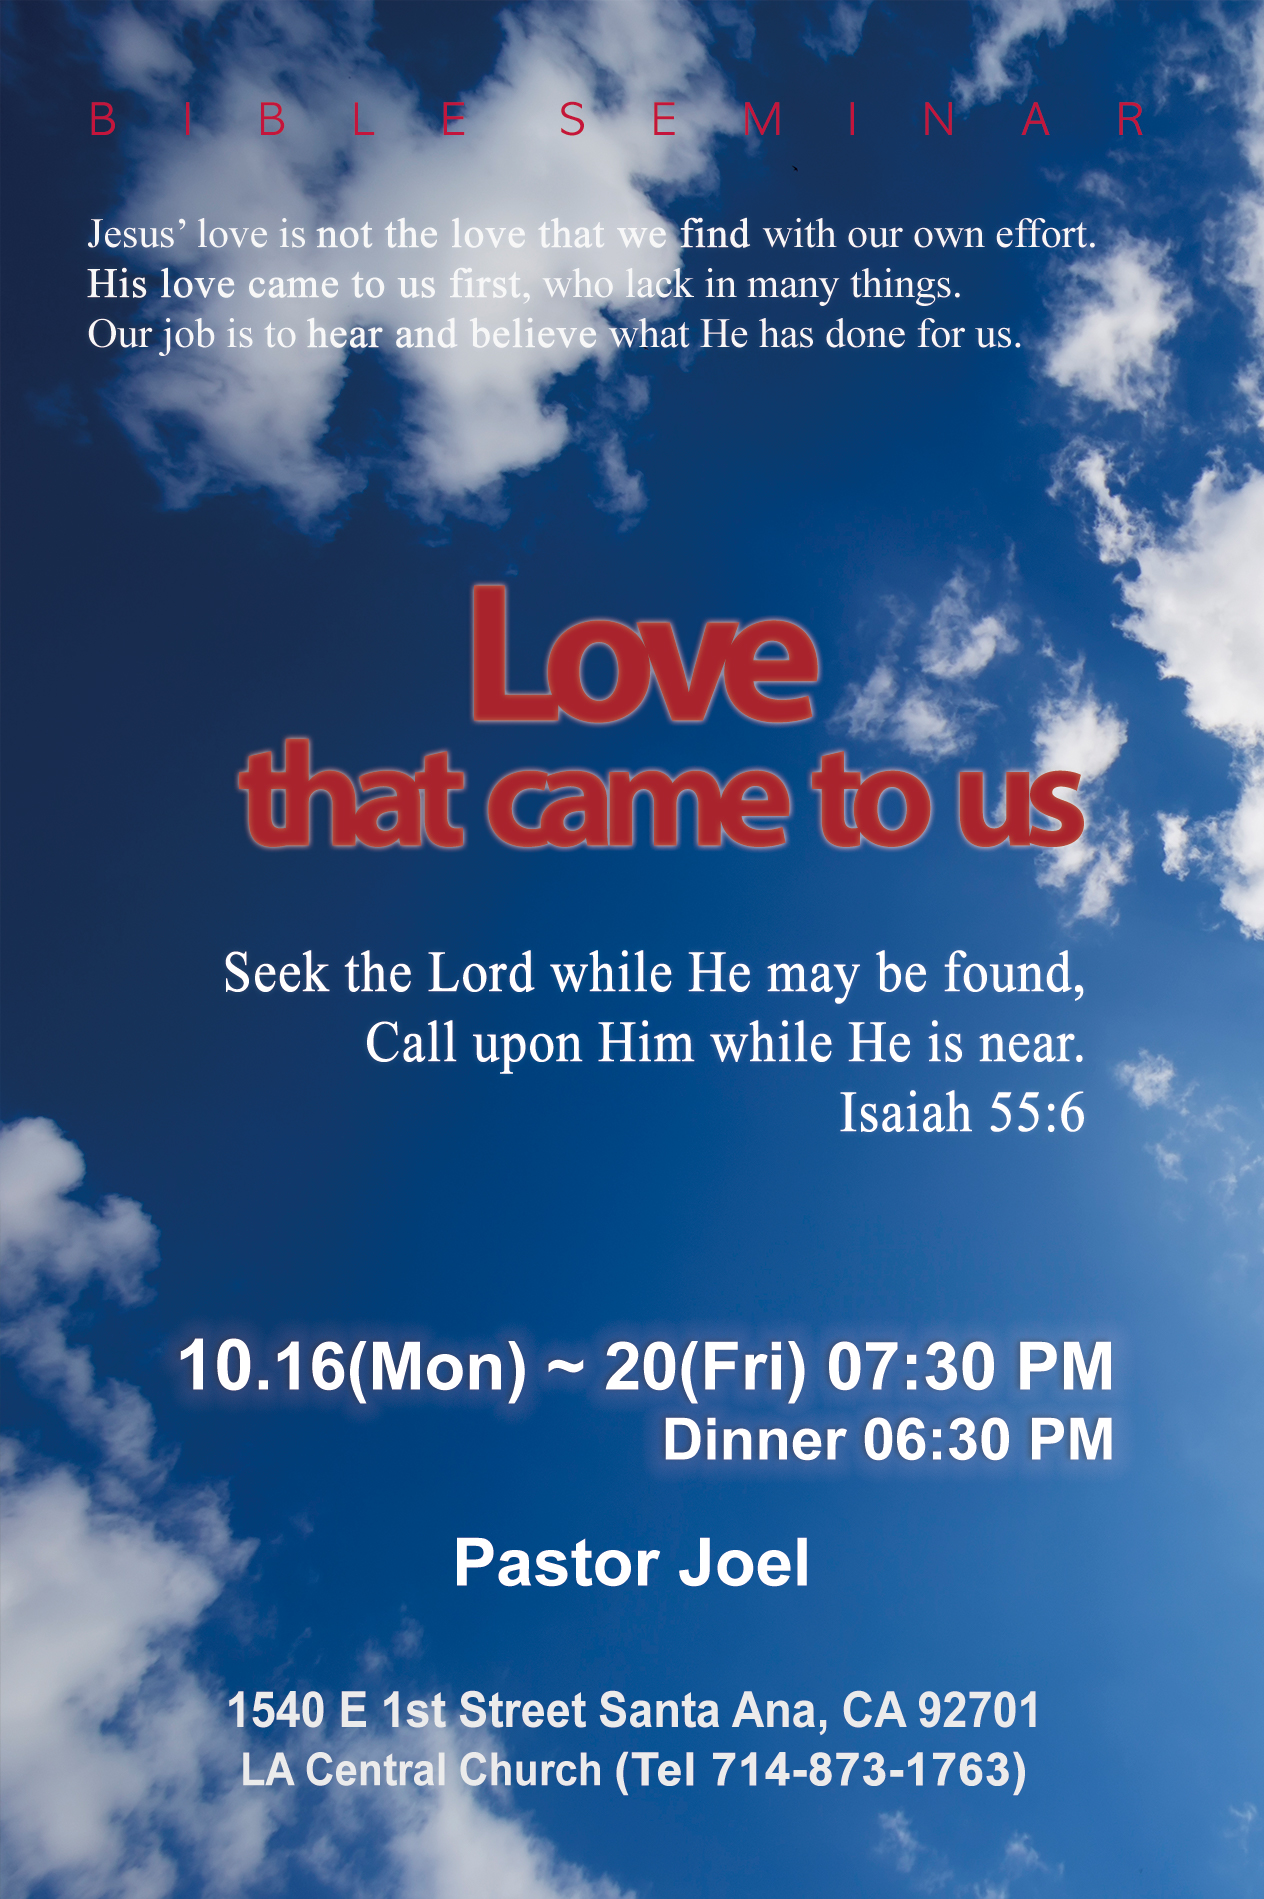 BIBLE SEMINAR
Jesus’ love is not the love that we find with our own effort.
His love came to us first, who lack in many things.
Our job is to hear and believe what He has done for us.
Love
that came to us
Seek the Lord while He may be found,
Call upon Him while He is near.
Isaiah 55:6
10.16(Mon) ~ 20(Fri) 07:30 PM
Dinner 06:30 PM
Pastor Joel
1540 E 1st Street Santa Ana, CA 92701
LA Central Church (Tel 714-873-1763)